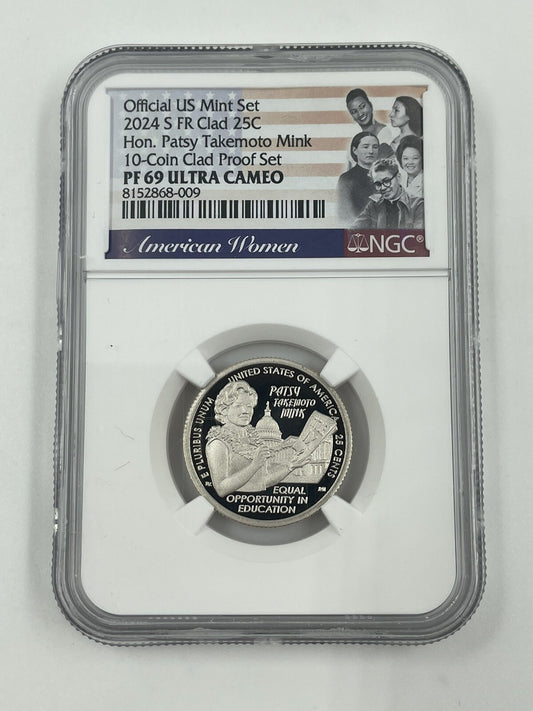 Official US Mint Set
2024 S FR Clad 25C
Hon. Patsy Takemoto Mink
10-Coin Clad Proof Set
PF 69 ULTRA CAMEO
8152868-009
American Women
NGC®
E PLURIBUS UNUM
UNITED STATES OF AMERICA
PATSY
TAKEMOTO
MINK
25 CENTS
EQUAL
OPPORTUNITY IN
EDUCATION